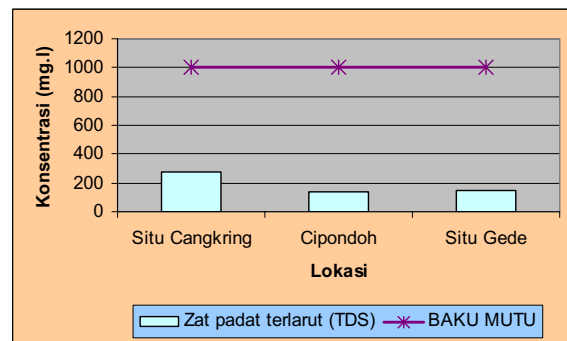 Konsentrasi (mg.l)
1200
1000
800
600
400
200
0
Situ Cangkring Cipondoh Situ Gede
Lokasi
Zat padat terlarut (TDS) BAKU MUTU